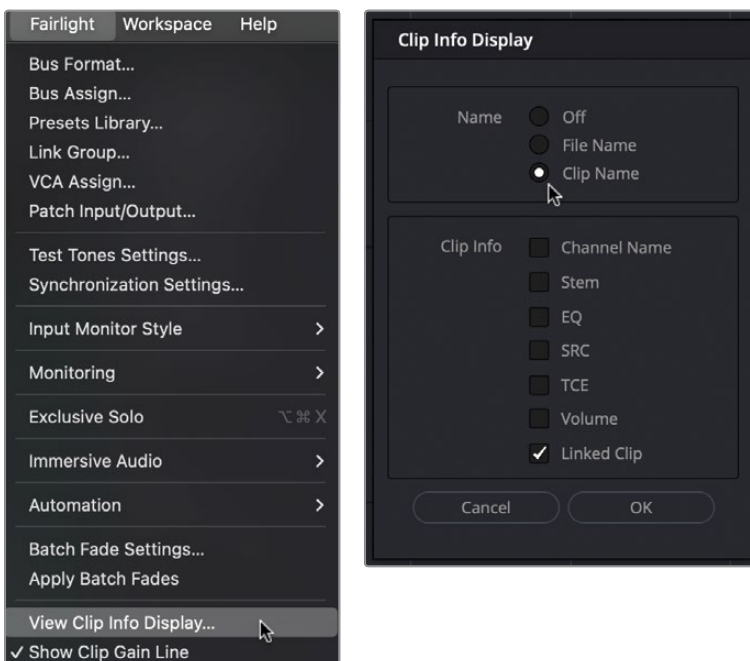 Fairlight Workspace Help
Bus Format...
Bus Assign...
Presets Library...
Link Group...
VCA Assign...
Patch Input/Output...
Test Tones Settings...
Synchronization Settings...
Input Monitor Style
Monitoring
Exclusive Solo ⌥⌘X
Immersive Audio
Automation
Batch Fade Settings...
Apply Batch Fades
View Clip Info Display...
✓ Show Clip Gain Line
Clip Info Display
Name Off
File Name
Clip Name
Clip Info Channel Name
Stem
EQ
SRC
TCE
Volume
Linked Clip
Cancel OK